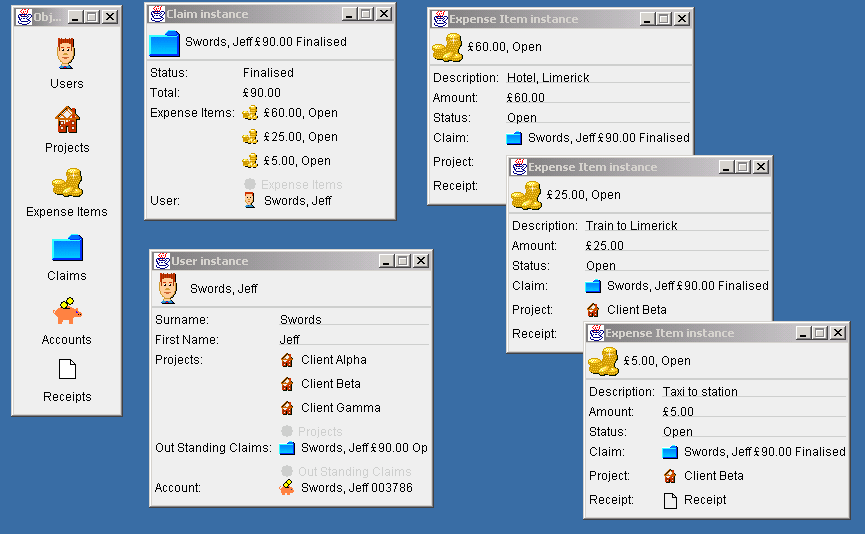 Obj...
Users
Projects
Expense Items
Claims
Accounts
Receipts
Claim instance
Swords, Jeff £90.00 Finalised
Status: Finalised
Total: £90.00
Expense Items: £60.00, Open
£25.00, Open
£5.00, Open
Expense Items
User: Swords, Jeff
User instance
Swords, Jeff
Surname: Swords
First Name: Jeff
Projects: Client Alpha
Client Beta
Client Gamma
Projects
Out Standing Claims: Swords, Jeff £90.00 Op
Out Standing Claims
Account: Swords, Jeff 003786
Expense Item instance
£60.00, Open
Description: Hotel, Limerick
Amount: £60.00
Status: Open
Claim: Swords, Jeff £90.00 Finalised
Project:
Receipt:
Expense Item instance
£25.00, Open
Description: Train to Limerick
Amount: £25.00
Status: Open
Claim: Swords, Jeff £90.00 Finalised
Project: Client Beta
Receipt:
Expense Item instance
£5.00, Open
Description: Taxi to station
Amount: £5.00
Status: Open
Claim: Swords, Jeff £90.00 Finalised
Project: Client Beta
Receipt: Receipt